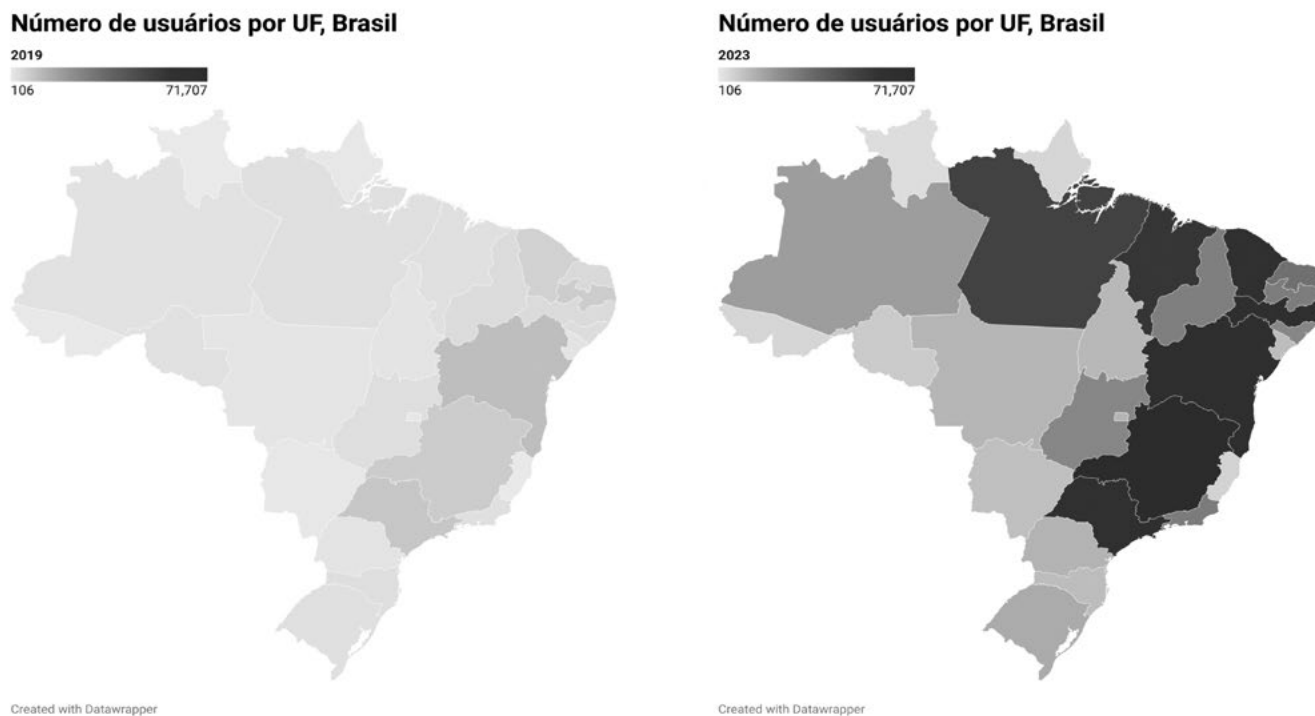 Número de usuários por UF, Brasil
2019
106 71,707
Created with Datawrapper
Número de usuários por UF, Brasil
2023
106 71,707
Created with Datawrapper